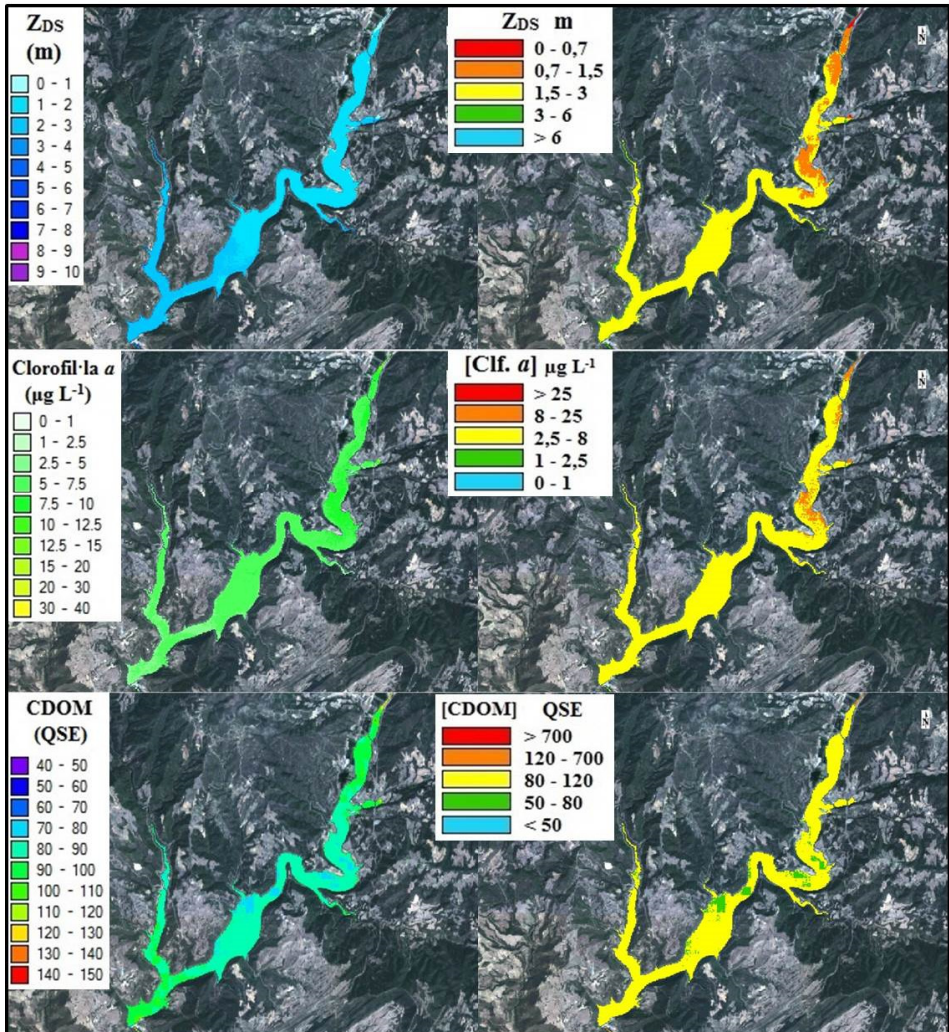 ZDS
(m)
0 - 1
1 - 2
2 - 3
3 - 4
4 - 5
5 - 6
6 - 7
7 - 8
8 - 9
9 - 10
ZDS m
0 - 0,7
0,7 - 1,5
1,5 - 3
3 - 6
> 6
N
Clorofil·la a
(µg L-1)
0 - 1
1 - 2.5
2.5 - 5
5 - 7.5
7.5 - 10
10 - 12.5
12.5 - 15
15 - 20
20 - 30
30 - 40
[Clf. a] µg L-1
> 25
8 - 25
2,5 - 8
1 - 2,5
0 - 1
N
CDOM
(QSE)
40 - 50
50 - 60
60 - 70
70 - 80
80 - 90
90 - 100
100 - 110
110 - 120
120 - 130
130 - 140
140 - 150
[CDOM] QSE
> 700
120 - 700
80 - 120
50 - 80
< 50
N